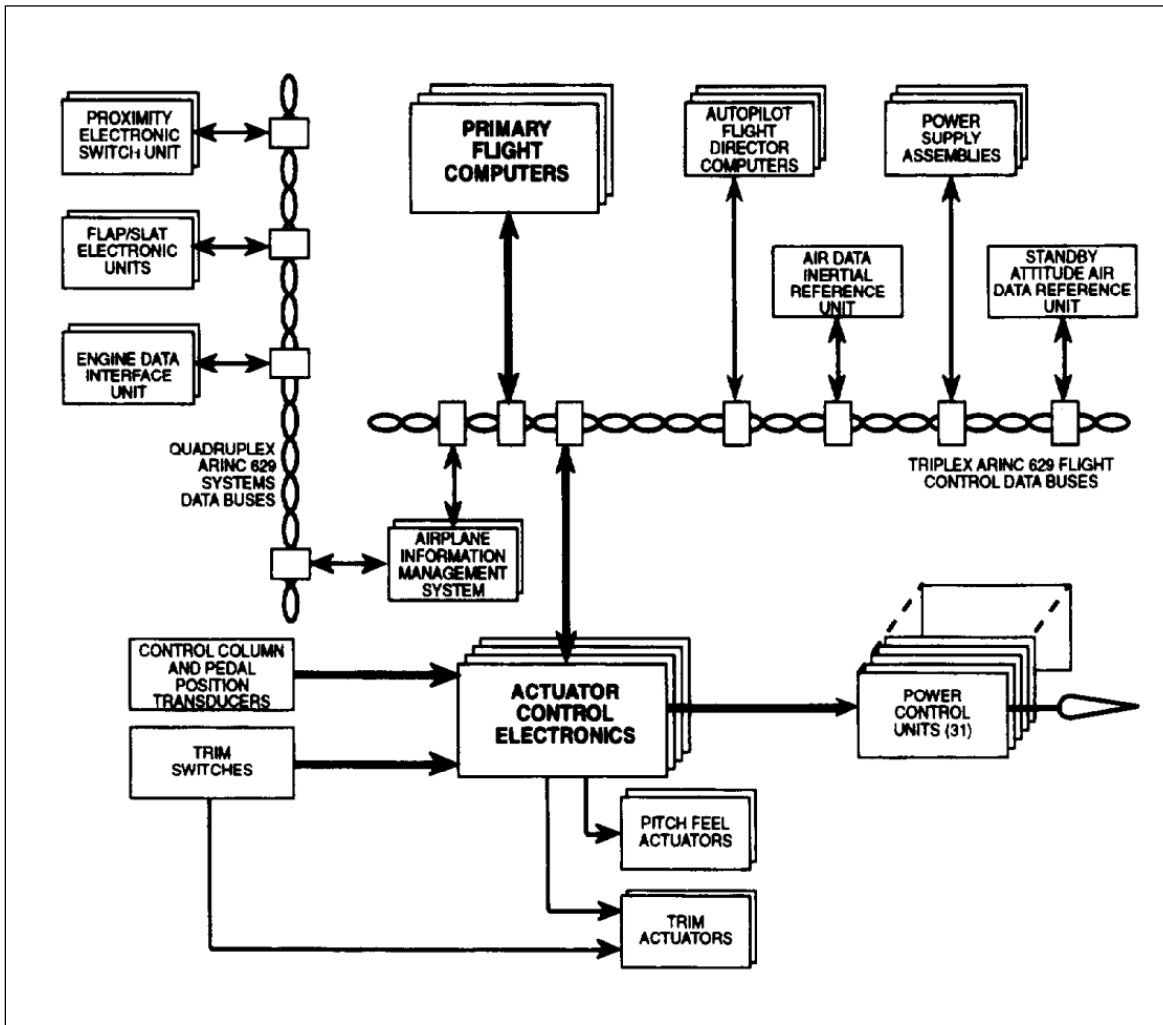 PROXIMITY
ELECTRONIC
SWITCH UNIT
FLAP/SLAT
ELECTRONIC
UNITS
ENGINE DATA
INTERFACE
UNIT
QUADRUPLEX
ARINC 629
SYSTEMS
DATA BUSES
PRIMARY
FLIGHT
COMPUTERS
AUTOPILOT
FLIGHT
DIRECTOR
COMPUTERS
POWER
SUPPLY
ASSEMBLIES
AIR DATA
INERTIAL
REFERENCE
UNIT
STANDBY
ATTITUDE AIR
DATA REFERENCE
UNIT
TRIPLEX ARINC 629 FLIGHT
CONTROL DATA BUSES
AIRPLANE
INFORMATION
MANAGEMENT
SYSTEM
CONTROL COLUMN
AND PEDAL
POSITION
TRANSDUCERS
TRIM
SWITCHES
ACTUATOR
CONTROL
ELECTRONICS
POWER
CONTROL
UNITS (31)
PITCH FEEL
ACTUATORS
TRIM
ACTUATORS